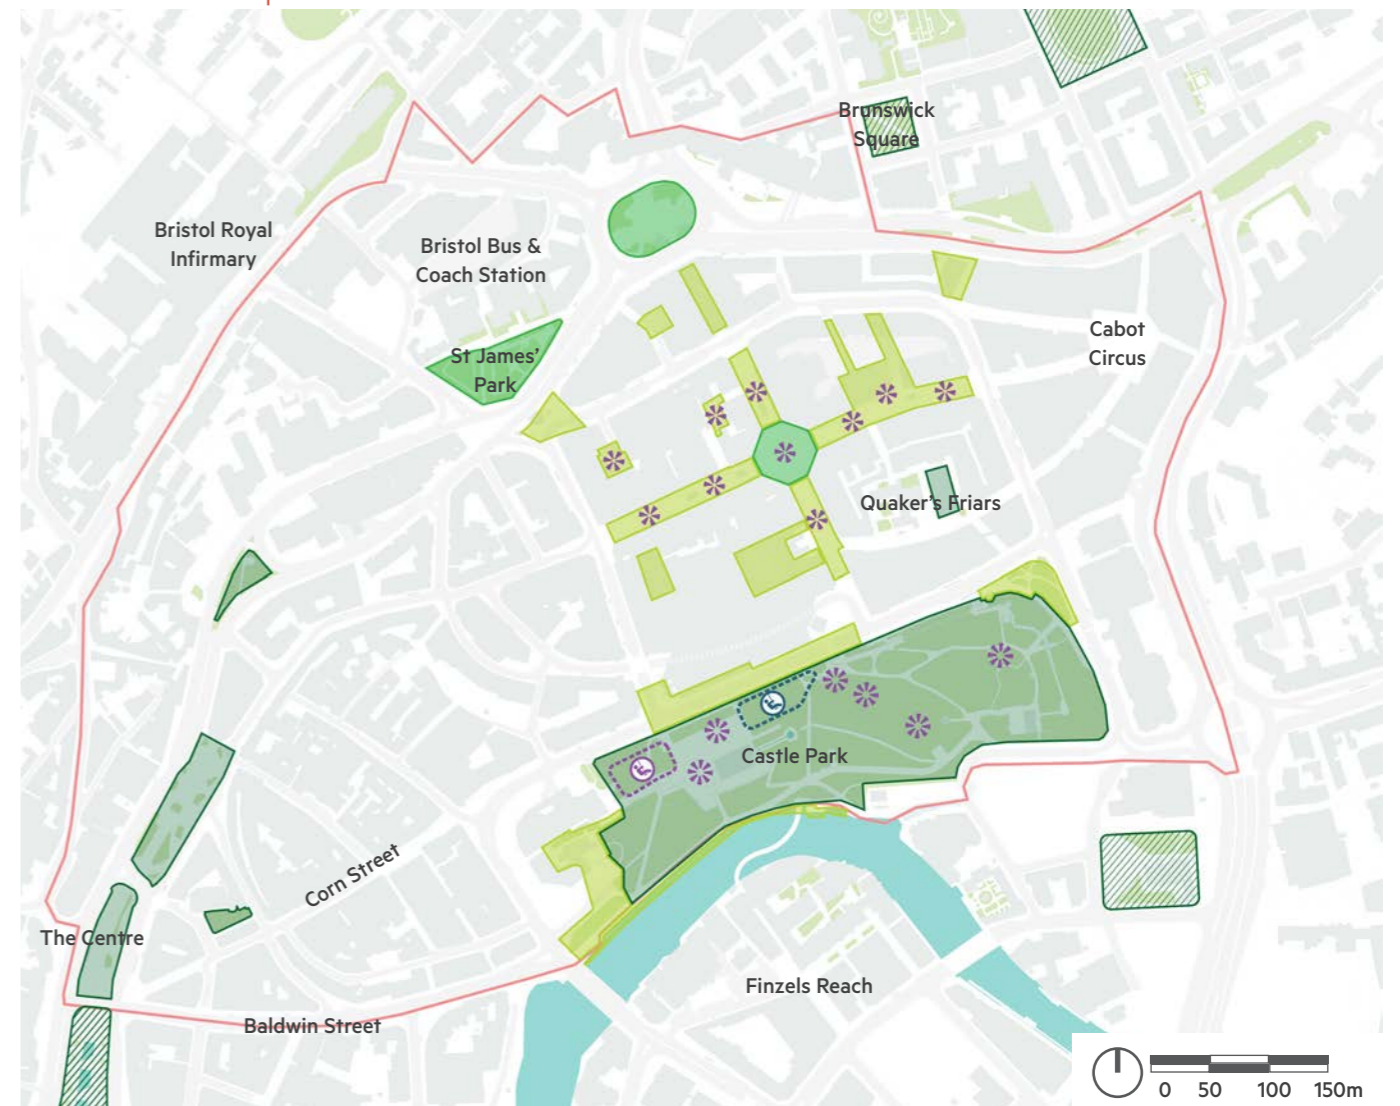 Brunswick
Square
Bristol Royal
Infirmary
Bristol Bus &
Coach Station
Cabot
Circus
St James'
Park
Quaker's Friars
Castle Park
Corn Street
The Centre
Finzels Reach
Baldwin Street
0 50 100 150m